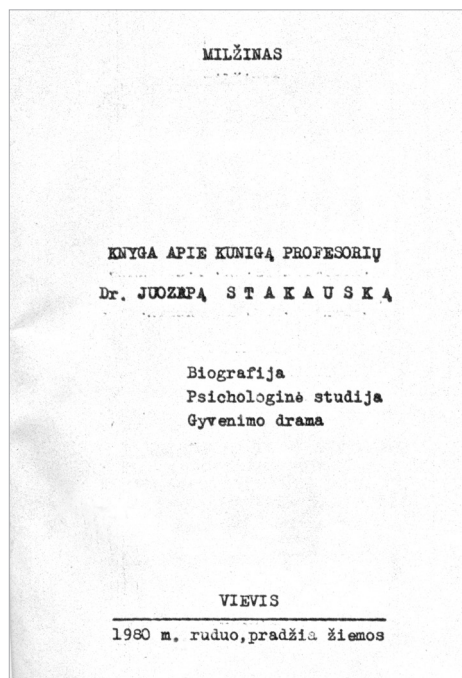 MILŽINAS
KNYGA APIE KUNIGĄ PROFESORIŲ
Dr. JUOZAPĄ S T A K A U S K Ą
Biografija
Psichologinė studija
Gyvenimo drama
VIEVIS
1980 m. ruduo,pradžia žiemos